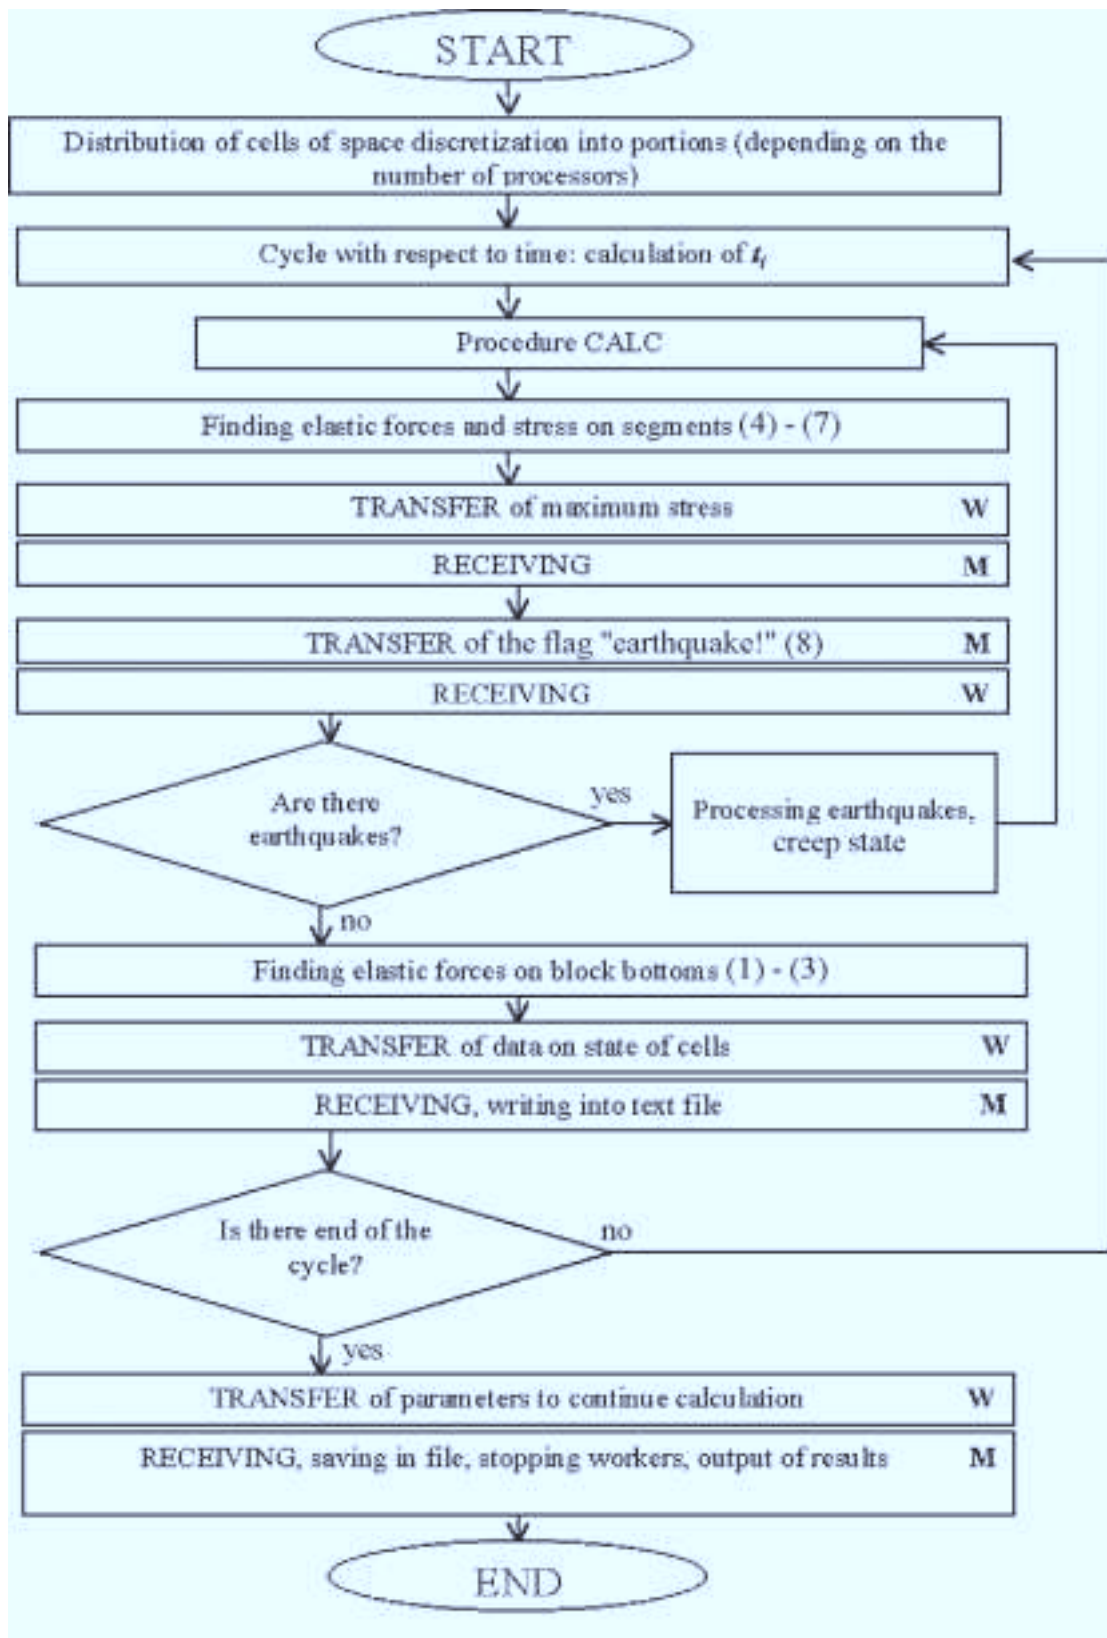 START
Distribution of cells of space discretization into portions (depending on the
number of processors)
Cycle with respect to time: calculation of tᵢ
Procedure CALC
Finding elastic forces and stress on segments (4) - (7)
TRANSFER of maximum stress W
RECEIVING M
TRANSFER of the flag "earthquake!" (8) M
RECEIVING W
Are there
earthquakes?
yes
Processing earthquakes,
creep state
no
Finding elastic forces on block bottoms (1) - (3)
TRANSFER of data on state of cells W
RECEIVING, writing into text file M
Is there end of the
cycle?
no
yes
TRANSFER of parameters to continue calculation W
RECEIVING, saving in file, stopping workers, output of results M
END